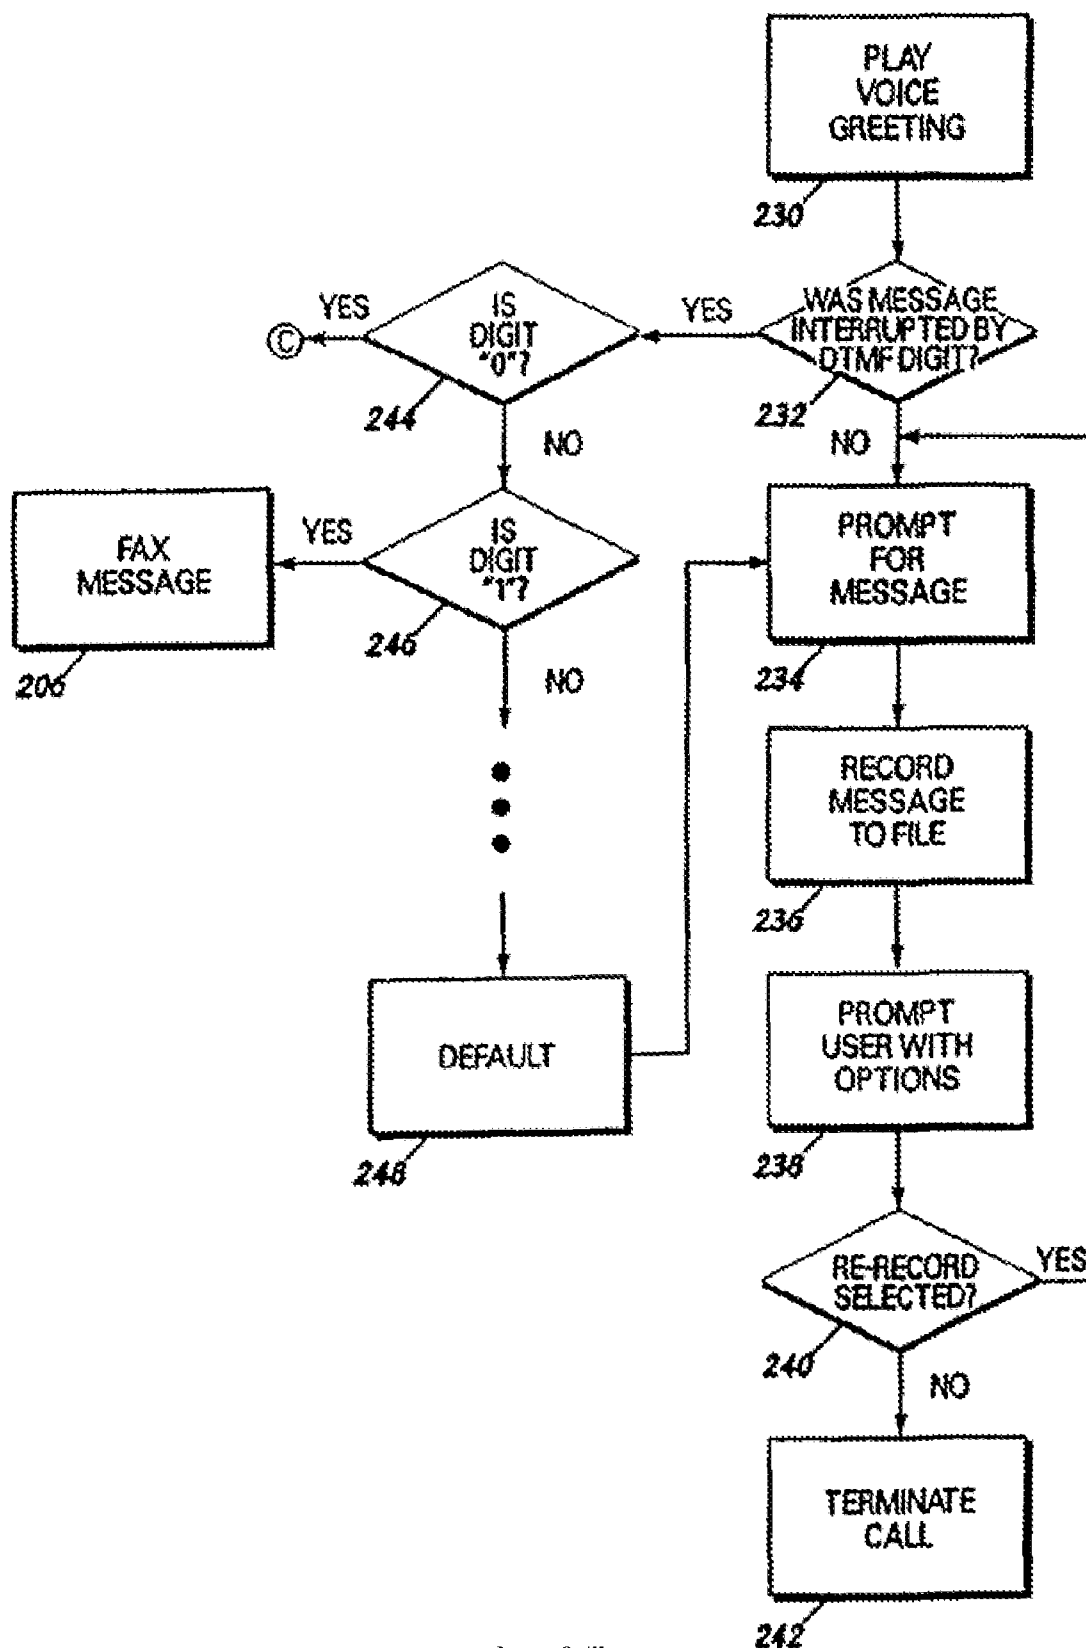 PLAY
VOICE
GREETING
230
WAS MESSAGE
INTERRUPTED BY
DTMF DIGIT?
232
YES
NO
IS
DIGIT
"0"?
244
YES
C
NO
IS
DIGIT
"1"?
246
YES
FAX
MESSAGE
206
NO
DEFAULT
248
PROMPT
FOR
MESSAGE
234
RECORD
MESSAGE
TO FILE
236
PROMPT
USER WITH
OPTIONS
238
RE-RECORD
SELECTED?
240
YES
NO
TERMINATE
CALL
242